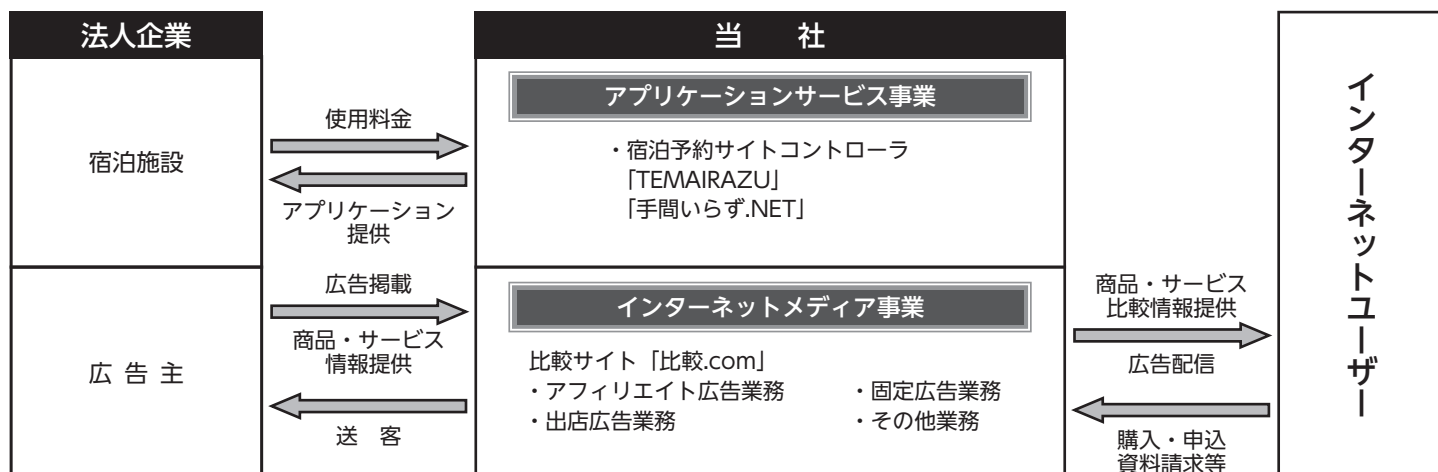 法人企業
当　社
宿泊施設
使用料金
アプリケーション
提供
アプリケーションサービス事業
・宿泊予約サイトコントローラ
「TEMAIRAZU」
「手間いらず.NET」
広告主
広告掲載
商品・サービス
情報提供
送　客
インターネットメディア事業
比較サイト「比較.com」
・アフィリエイト広告業務　・固定広告業務
・出店広告業務　・その他業務
商品・サービス
比較情報提供
広告配信
購入・申込
資料請求等
インターネットユーザー